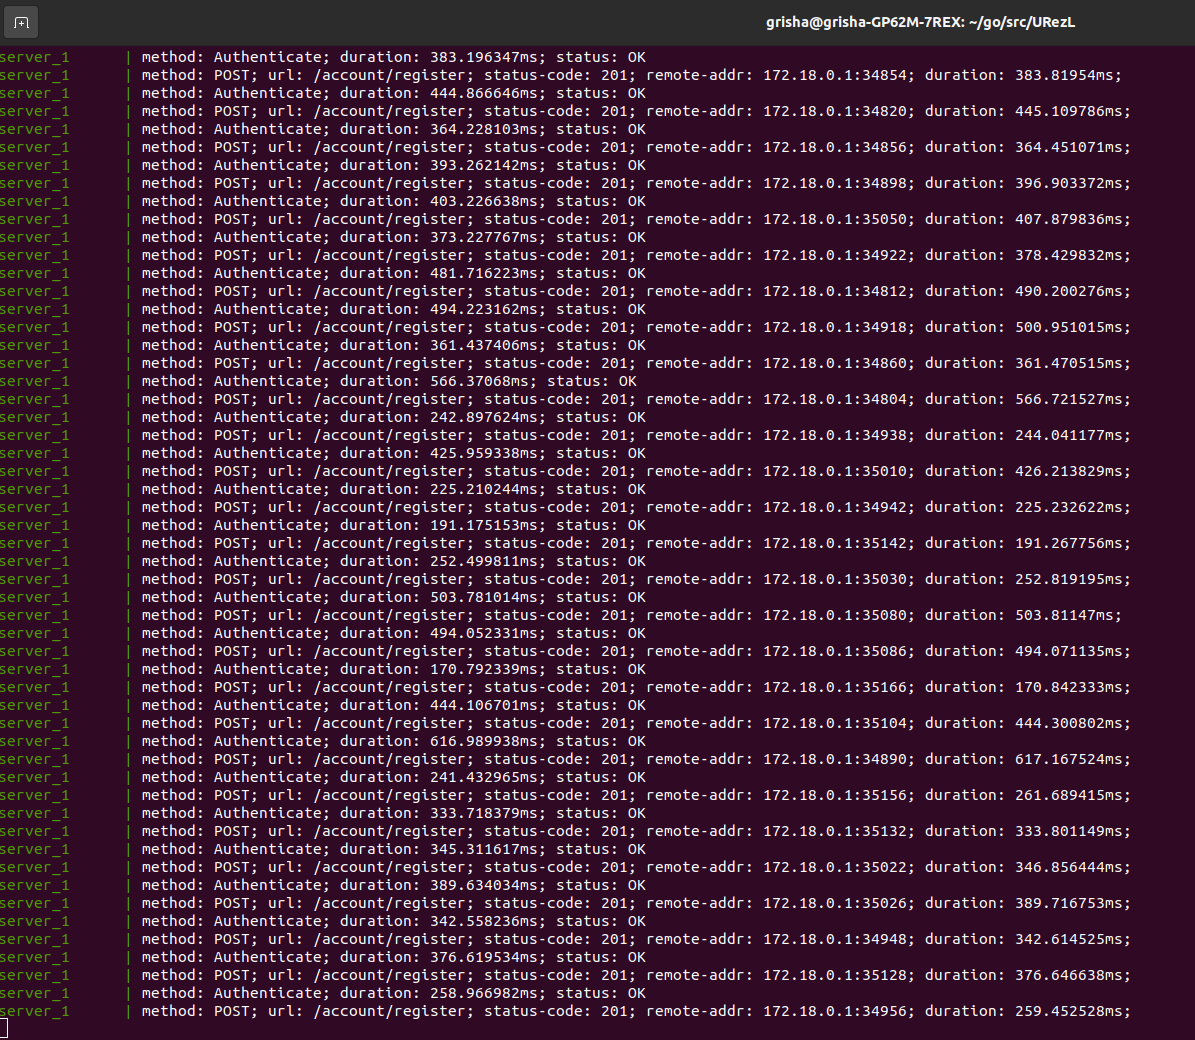 grisha@grisha-GP62M-7REX: ~/go/src/URezL
server_1 | method: Authenticate; duration: 383.196347ms; status: OK
server_1 | method: POST; url: /account/register; status-code: 201; remote-addr: 172.18.0.1:34854; duration: 383.81954ms;
server_1 | method: Authenticate; duration: 444.866646ms; status: OK
server_1 | method: POST; url: /account/register; status-code: 201; remote-addr: 172.18.0.1:34820; duration: 445.109786ms;
server_1 | method: Authenticate; duration: 364.228103ms; status: OK
server_1 | method: POST; url: /account/register; status-code: 201; remote-addr: 172.18.0.1:34856; duration: 364.451071ms;
server_1 | method: Authenticate; duration: 393.262142ms; status: OK
server_1 | method: POST; url: /account/register; status-code: 201; remote-addr: 172.18.0.1:34898; duration: 396.903372ms;
server_1 | method: Authenticate; duration: 403.226638ms; status: OK
server_1 | method: POST; url: /account/register; status-code: 201; remote-addr: 172.18.0.1:35050; duration: 407.879836ms;
server_1 | method: Authenticate; duration: 373.227767ms; status: OK
server_1 | method: POST; url: /account/register; status-code: 201; remote-addr: 172.18.0.1:34922; duration: 378.429832ms;
server_1 | method: Authenticate; duration: 481.716223ms; status: OK
server_1 | method: POST; url: /account/register; status-code: 201; remote-addr: 172.18.0.1:34812; duration: 490.200276ms;
server_1 | method: Authenticate; duration: 494.223162ms; status: OK
server_1 | method: POST; url: /account/register; status-code: 201; remote-addr: 172.18.0.1:34918; duration: 500.951015ms;
server_1 | method: Authenticate; duration: 361.437406ms; status: OK
server_1 | method: POST; url: /account/register; status-code: 201; remote-addr: 172.18.0.1:34860; duration: 361.470515ms;
server_1 | method: Authenticate; duration: 566.37068ms; status: OK
server_1 | method: POST; url: /account/register; status-code: 201; remote-addr: 172.18.0.1:34804; duration: 566.721527ms;
server_1 | method: Authenticate; duration: 242.897624ms; status: OK
server_1 | method: POST; url: /account/register; status-code: 201; remote-addr: 172.18.0.1:34938; duration: 244.041177ms;
server_1 | method: Authenticate; duration: 425.959338ms; status: OK
server_1 | method: POST; url: /account/register; status-code: 201; remote-addr: 172.18.0.1:35010; duration: 426.213829ms;
server_1 | method: Authenticate; duration: 225.210244ms; status: OK
server_1 | method: POST; url: /account/register; status-code: 201; remote-addr: 172.18.0.1:34942; duration: 225.232622ms;
server_1 | method: Authenticate; duration: 191.175153ms; status: OK
server_1 | method: POST; url: /account/register; status-code: 201; remote-addr: 172.18.0.1:35142; duration: 191.267756ms;
server_1 | method: Authenticate; duration: 252.499811ms; status: OK
server_1 | method: POST; url: /account/register; status-code: 201; remote-addr: 172.18.0.1:35030; duration: 252.819195ms;
server_1 | method: Authenticate; duration: 503.781014ms; status: OK
server_1 | method: POST; url: /account/register; status-code: 201; remote-addr: 172.18.0.1:35080; duration: 503.81147ms;
server_1 | method: Authenticate; duration: 494.052331ms; status: OK
server_1 | method: POST; url: /account/register; status-code: 201; remote-addr: 172.18.0.1:35086; duration: 494.071135ms;
server_1 | method: Authenticate; duration: 170.792339ms; status: OK
server_1 | method: POST; url: /account/register; status-code: 201; remote-addr: 172.18.0.1:35166; duration: 170.842333ms;
server_1 | method: Authenticate; duration: 444.106701ms; status: OK
server_1 | method: POST; url: /account/register; status-code: 201; remote-addr: 172.18.0.1:35104; duration: 444.300802ms;
server_1 | method: Authenticate; duration: 616.989938ms; status: OK
server_1 | method: POST; url: /account/register; status-code: 201; remote-addr: 172.18.0.1:34890; duration: 617.167524ms;
server_1 | method: Authenticate; duration: 241.432965ms; status: OK
server_1 | method: POST; url: /account/register; status-code: 201; remote-addr: 172.18.0.1:35156; duration: 261.689415ms;
server_1 | method: Authenticate; duration: 333.718379ms; status: OK
server_1 | method: POST; url: /account/register; status-code: 201; remote-addr: 172.18.0.1:35132; duration: 333.801149ms;
server_1 | method: Authenticate; duration: 345.311617ms; status: OK
server_1 | method: POST; url: /account/register; status-code: 201; remote-addr: 172.18.0.1:35022; duration: 346.856444ms;
server_1 | method: Authenticate; duration: 389.634034ms; status: OK
server_1 | method: POST; url: /account/register; status-code: 201; remote-addr: 172.18.0.1:35026; duration: 389.716753ms;
server_1 | method: Authenticate; duration: 342.558236ms; status: OK
server_1 | method: POST; url: /account/register; status-code: 201; remote-addr: 172.18.0.1:34948; duration: 342.614525ms;
server_1 | method: Authenticate; duration: 376.619534ms; status: OK
server_1 | method: POST; url: /account/register; status-code: 201; remote-addr: 172.18.0.1:35128; duration: 376.646638ms;
server_1 | method: Authenticate; duration: 258.966982ms; status: OK
server_1 | method: POST; url: /account/register; status-code: 201; remote-addr: 172.18.0.1:34956; duration: 259.452528ms;